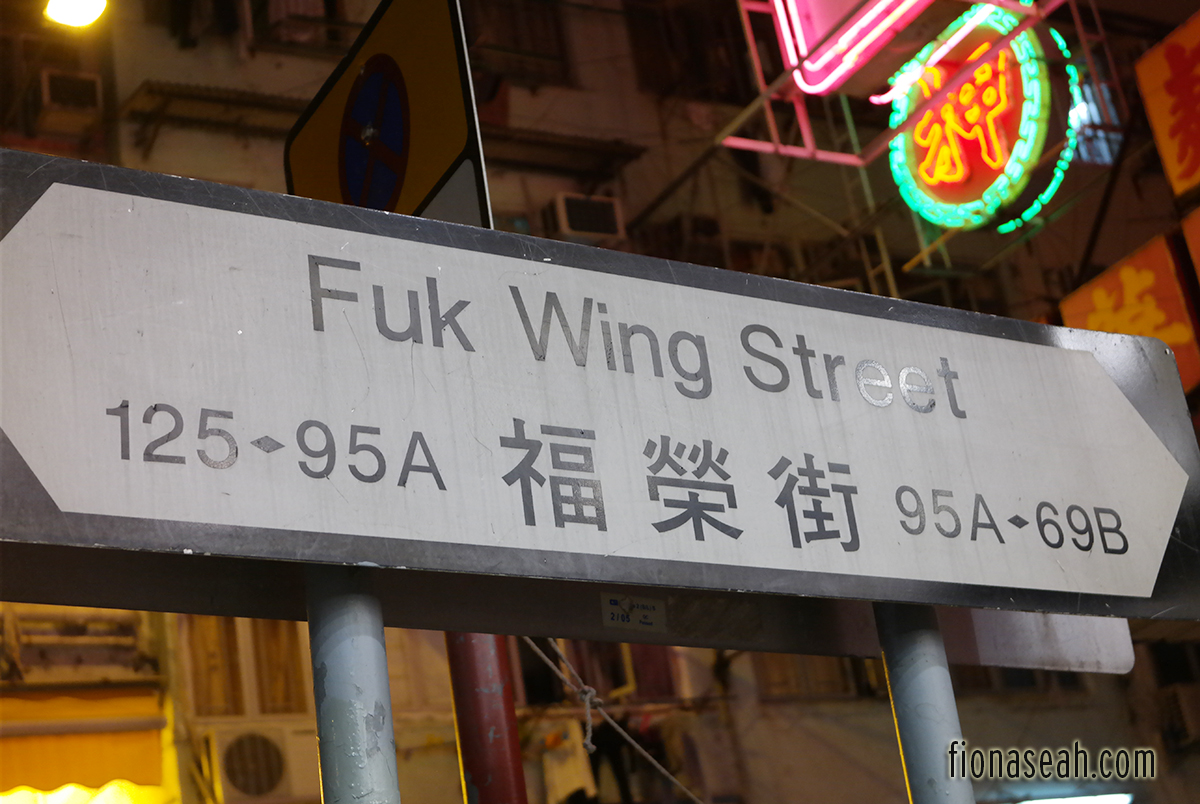 Fuk Wing Street
125◆95A 福榮街 95A◆69B
fionaseah.com